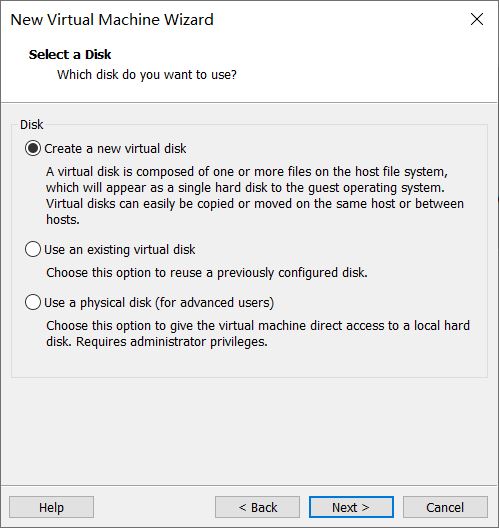 New Virtual Machine Wizard
Select a Disk
Which disk do you want to use?
Disk
Create a new virtual disk
A virtual disk is composed of one or more files on the host file system,
which will appear as a single hard disk to the guest operating system.
Virtual disks can easily be copied or moved on the same host or between
hosts.
Use an existing virtual disk
Choose this option to reuse a previously configured disk.
Use a physical disk (for advanced users)
Choose this option to give the virtual machine direct access to a local hard
disk. Requires administrator privileges.
Help
< Back
Next >
Cancel